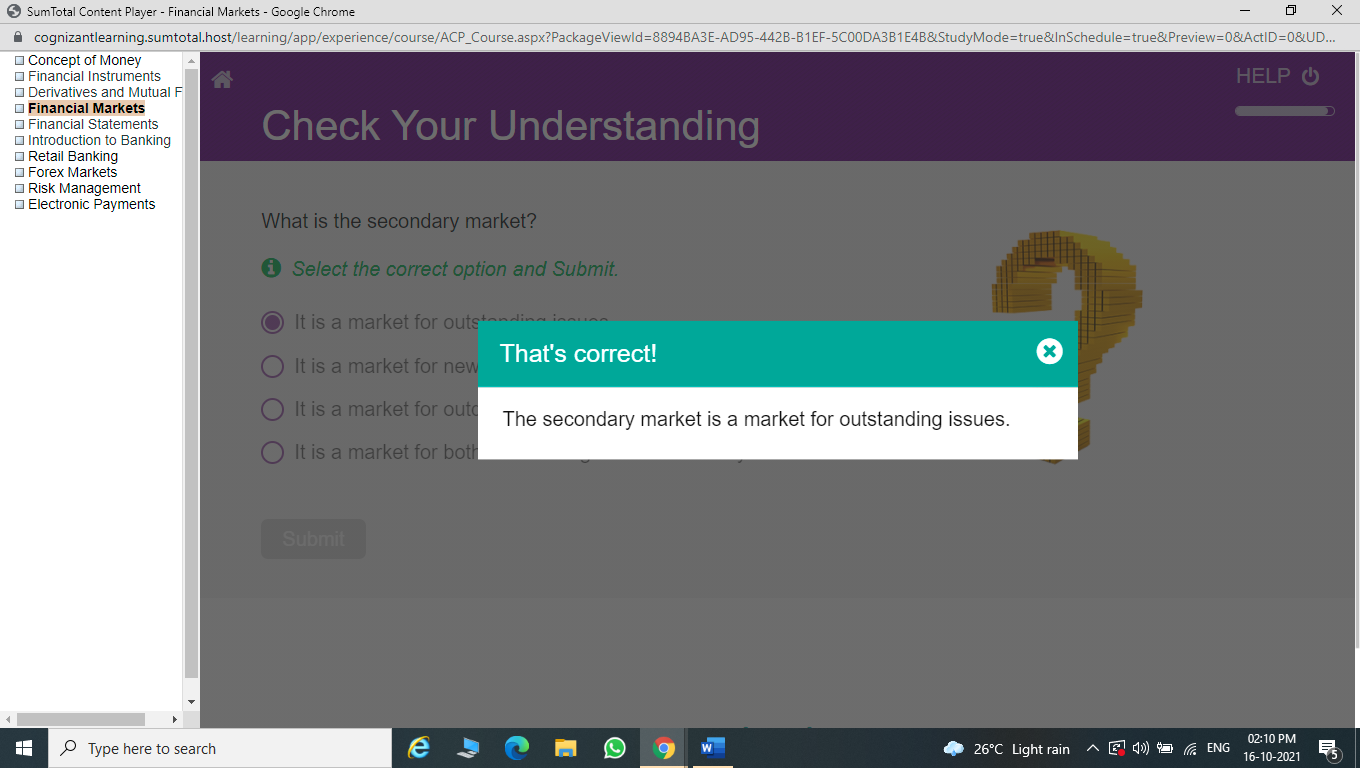 SumTotal Content Player - Financial Markets - Google Chrome
cognizantlearning.sumtotal.host/learning/app/experience/course/ACP_Course.aspx?PackageViewId=8894BA3E-AD95-442B-B1EF-5C00DA3B1E4B&StudyMode=true&InSchedule=true&Preview=0&ActID=0&UD...
Concept of Money
Financial Instruments
Derivatives and Mutual F
Financial Markets
Financial Statements
Introduction to Banking
Retail Banking
Forex Markets
Risk Management
Electronic Payments
HELP
Check Your Understanding
What is the secondary market?
Select the correct option and Submit.
It is a market for outstanding issues.
It is a market for new
It is a market for
It is a market for both
That's correct!
The secondary market is a market for outstanding issues.
Submit
Type here to search
26°C Light rain
ENG
02:10 PM
16-10-2021
5